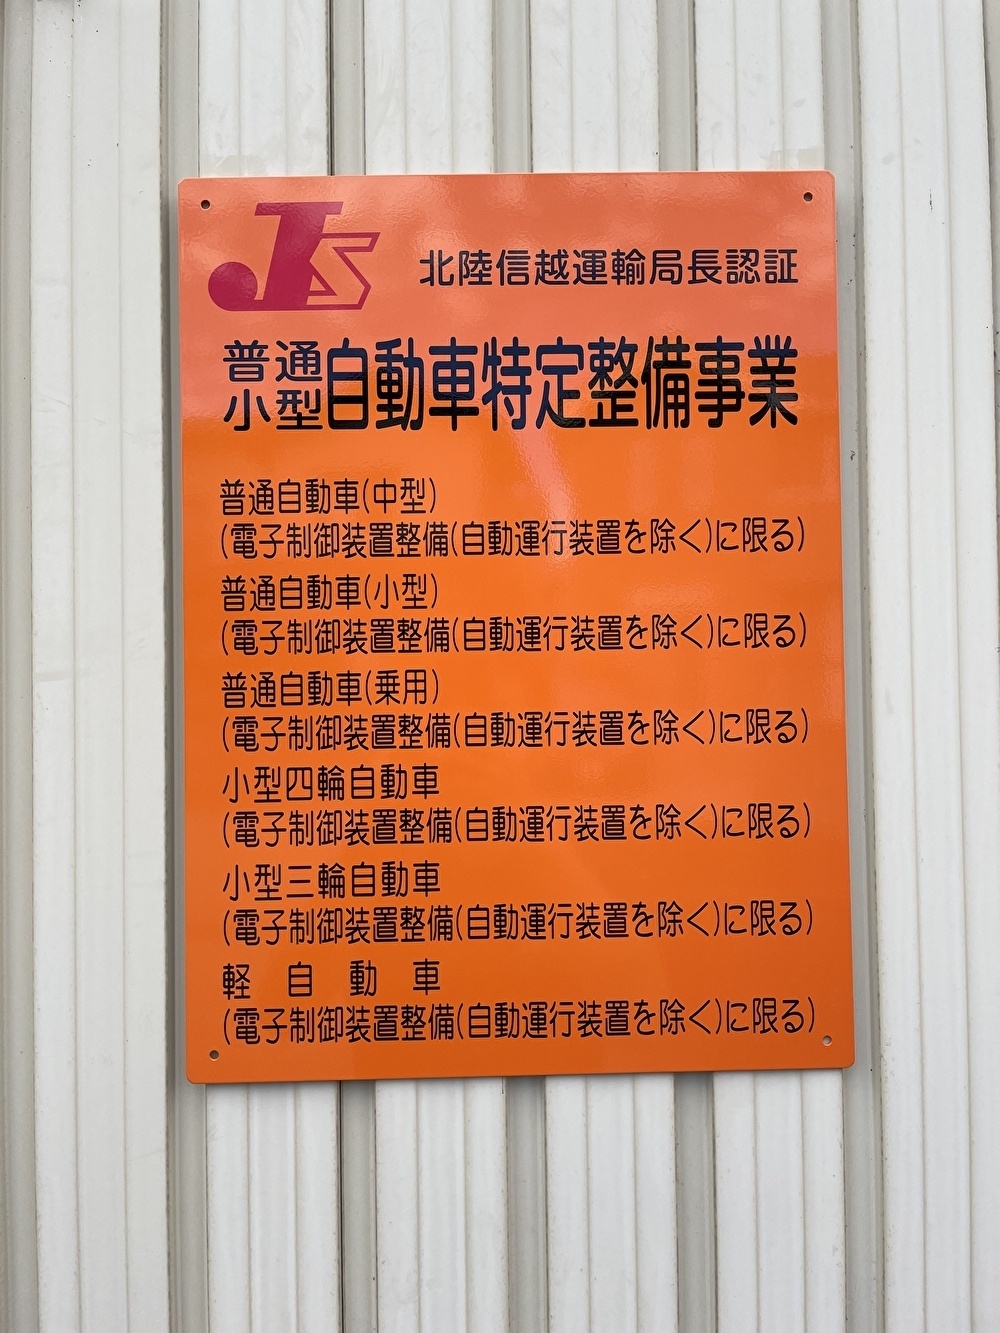 JS
北陸信越運輸局長認証
普通
小型
自動車特定整備事業
普通自動車(中型)
(電子制御装置整備(自動運行装置を除く)に限る)
普通自動車(小型)
(電子制御装置整備(自動運行装置を除く)に限る)
普通自動車(乗用)
(電子制御装置整備(自動運行装置を除く)に限る)
小型四輪自動車
(電子制御装置整備(自動運行装置を除く)に限る)
小型三輪自動車
(電子制御装置整備(自動運行装置を除く)に限る)
軽自動車
(電子制御装置整備(自動運行装置を除く)に限る)